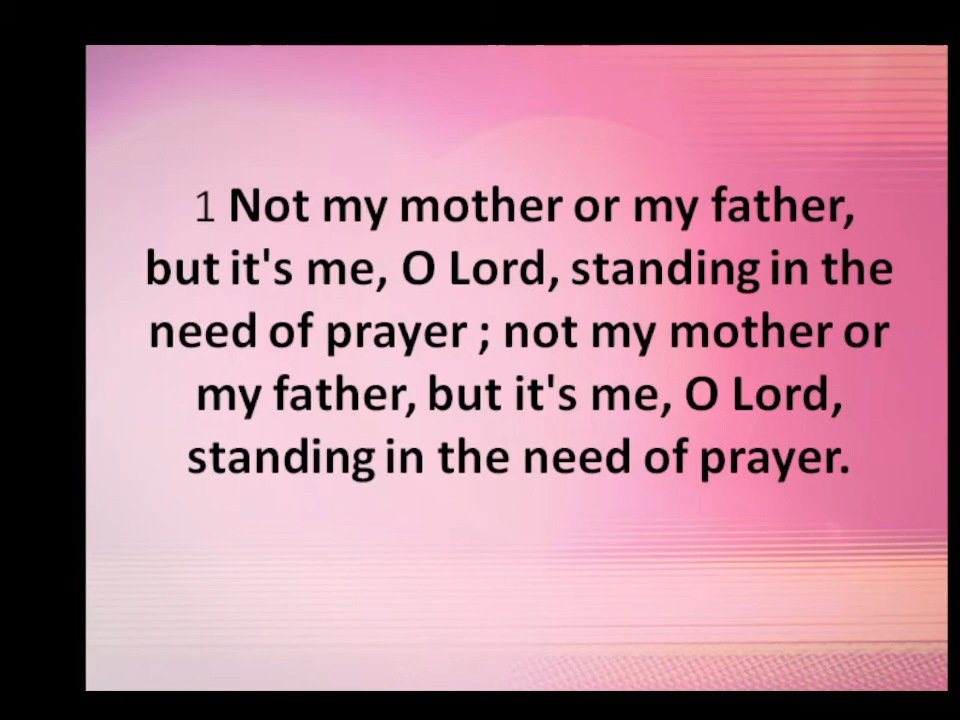 1 Not my mother or my father,
but it's me, O Lord, standing in the
need of prayer ; not my mother or
my father, but it's me, O Lord,
standing in the need of prayer.